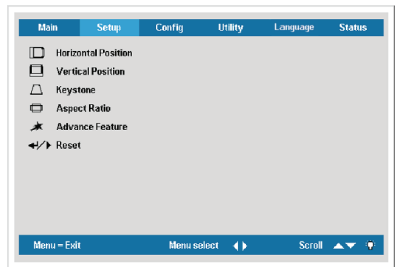 Main Setup Config Utility Language Status
Horizontal Position
Vertical Position
Keystone
Aspect Ratio
Advance Feature
Reset
Menu = Exit Menu select Scroll